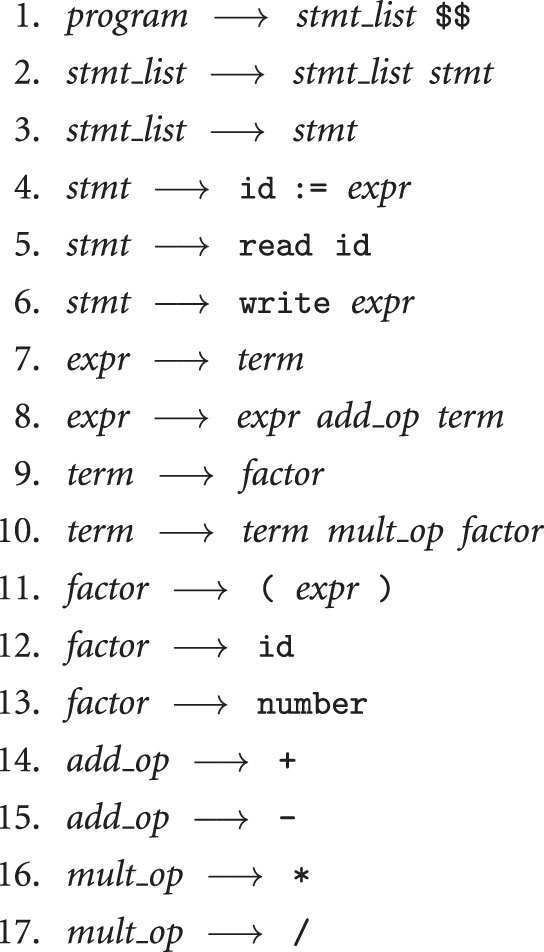 1. program ⟶ stmt_list $$
2. stmt_list ⟶ stmt_list stmt
3. stmt_list ⟶ stmt
4. stmt ⟶ id := expr
5. stmt ⟶ read id
6. stmt ⟶ write expr
7. expr ⟶ term
8. expr ⟶ expr add_op term
9. term ⟶ factor
10. term ⟶ term mult_op factor
11. factor ⟶ ( expr )
12. factor ⟶ id
13. factor ⟶ number
14. add_op ⟶ +
15. add_op ⟶ -
16. mult_op ⟶ *
17. mult_op ⟶ /